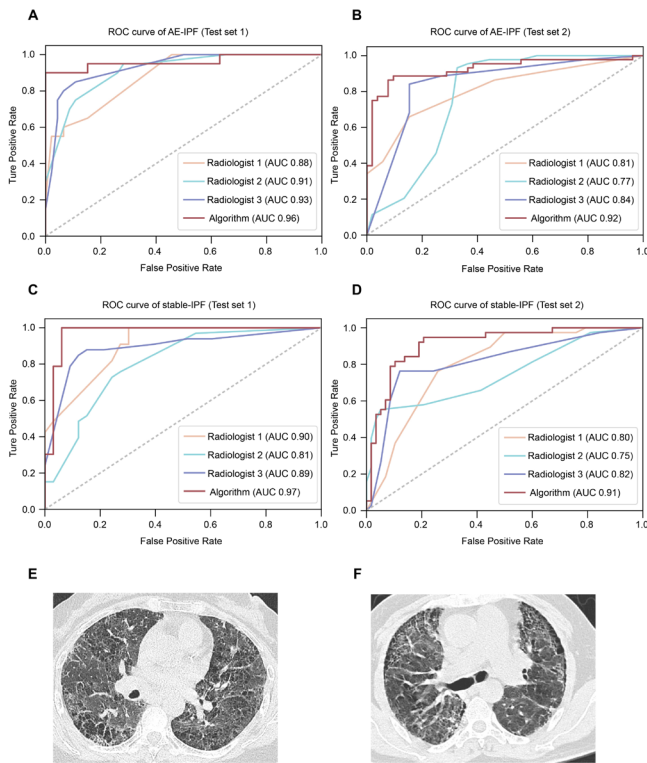 A
ROC curve of AE-IPF (Test set 1)
Ture Positive Rate
1.0
0.8
0.6
0.4
0.2
0.0
Radiologist 1 (AUC 0.88)
Radiologist 2 (AUC 0.91)
Radiologist 3 (AUC 0.93)
Algorithm (AUC 0.96)
0.0 0.2 0.4 0.6 0.8 1.0
False Positive Rate
B
ROC curve of AE-IPF (Test set 2)
Ture Positive Rate
1.0
0.8
0.6
0.4
0.2
0.0
Radiologist 1 (AUC 0.81)
Radiologist 2 (AUC 0.77)
Radiologist 3 (AUC 0.84)
Algorithm (AUC 0.92)
0.0 0.2 0.4 0.6 0.8 1.0
False Positive Rate
C
ROC curve of stable-IPF (Test set 1)
Ture Positive Rate
1.0
0.8
0.6
0.4
0.2
0.0
Radiologist 1 (AUC 0.90)
Radiologist 2 (AUC 0.81)
Radiologist 3 (AUC 0.89)
Algorithm (AUC 0.97)
0.0 0.2 0.4 0.6 0.8 1.0
False Positive Rate
D
ROC curve of stable-IPF (Test set 2)
Ture Positive Rate
1.0
0.8
0.6
0.4
0.2
0.0
Radiologist 1 (AUC 0.80)
Radiologist 2 (AUC 0.75)
Radiologist 3 (AUC 0.82)
Algorithm (AUC 0.91)
0.0 0.2 0.4 0.6 0.8 1.0
False Positive Rate
E
F